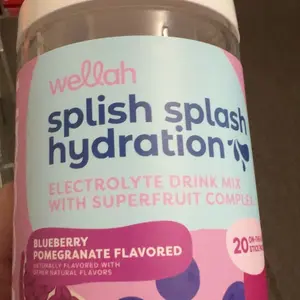 wellah
splish splash
hydration
ELECTROLYTE DRINK MIX
WITH SUPERFRUIT COMPLEX
BLUEBERRY
POMEGRANATE FLAVORED
NATURALLY FLAVORED WITH
OTHER NATURAL FLAVORS
20